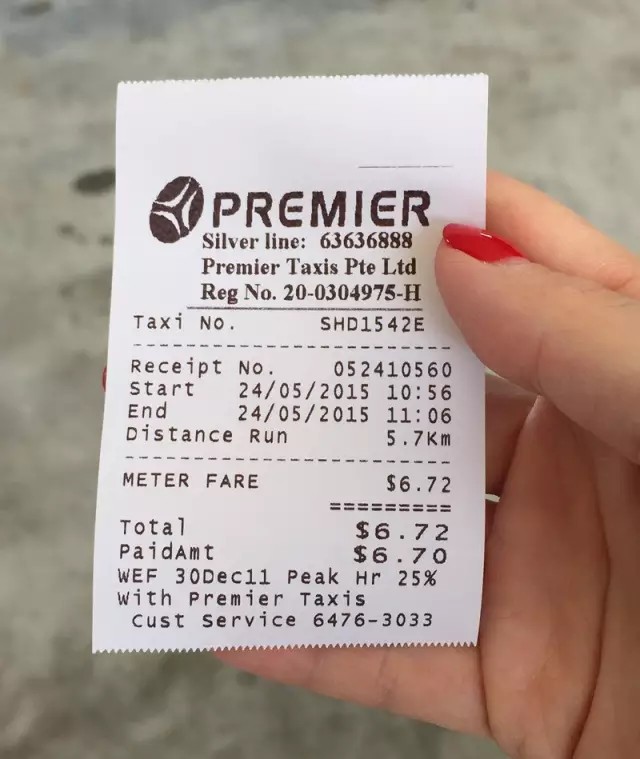 PREMIER
Silver line: 63636888
Premier Taxis Pte Ltd
Reg No. 20-0304975-H
Taxi No. SHD1542E
Receipt No. 052410560
Start 24/05/2015 10:56
End 24/05/2015 11:06
Distance Run 5.7Km
METER FARE $6.72
=========
Total $6.72
PaidAmt $6.70
WEF 30Dec11 Peak Hr 25%
With Premier Taxis
Cust Service 6476-3033